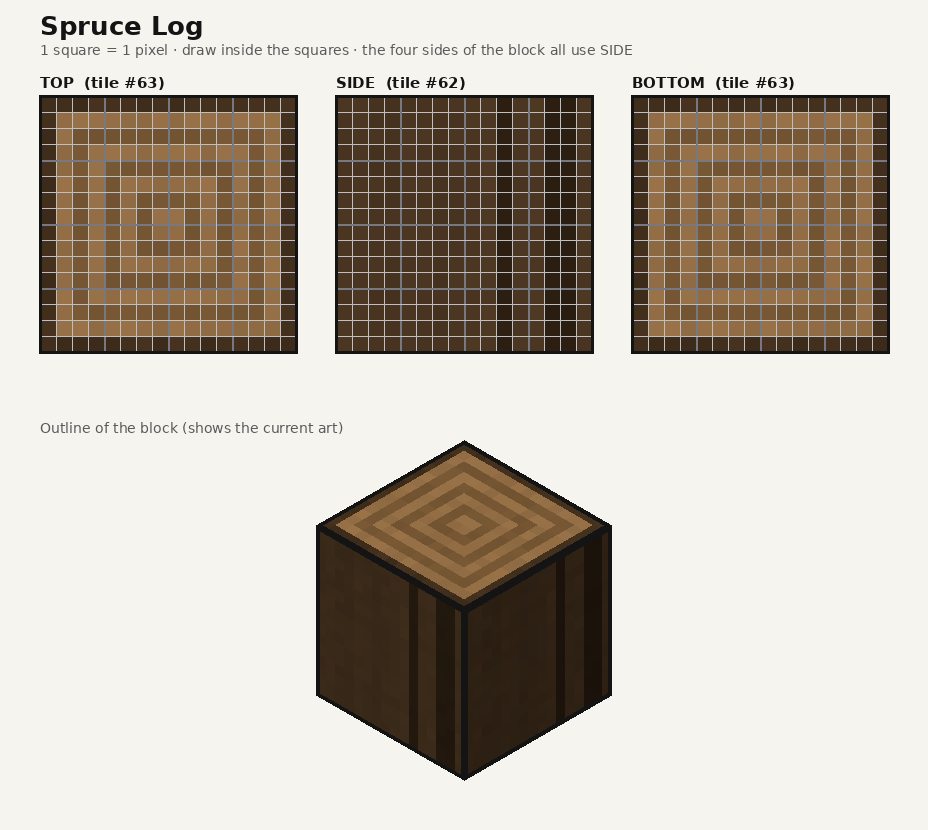 Spruce Log
1 square = 1 pixel · draw inside the squares · the four sides of the block all use SIDE
TOP (tile #63)
SIDE (tile #62)
BOTTOM (tile #63)
Outline of the block (shows the current art)